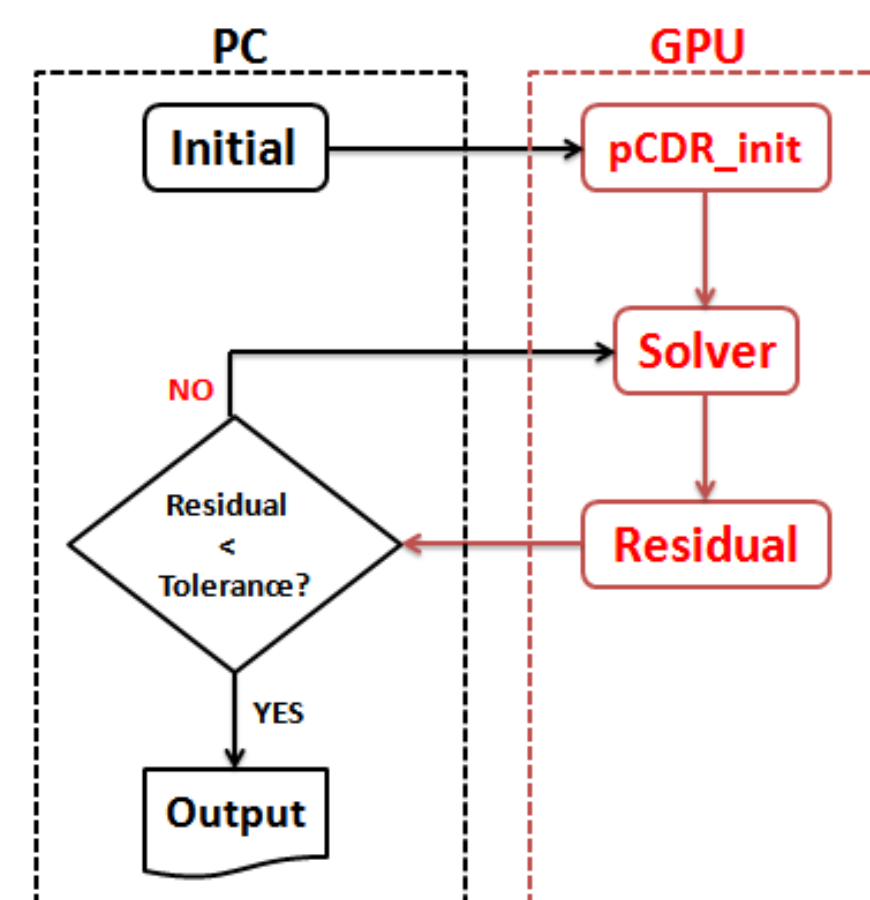 PC
GPU
Initial
pCDR_init
Solver
NO
Residual
<
Tolerance?
Residual
YES
Output